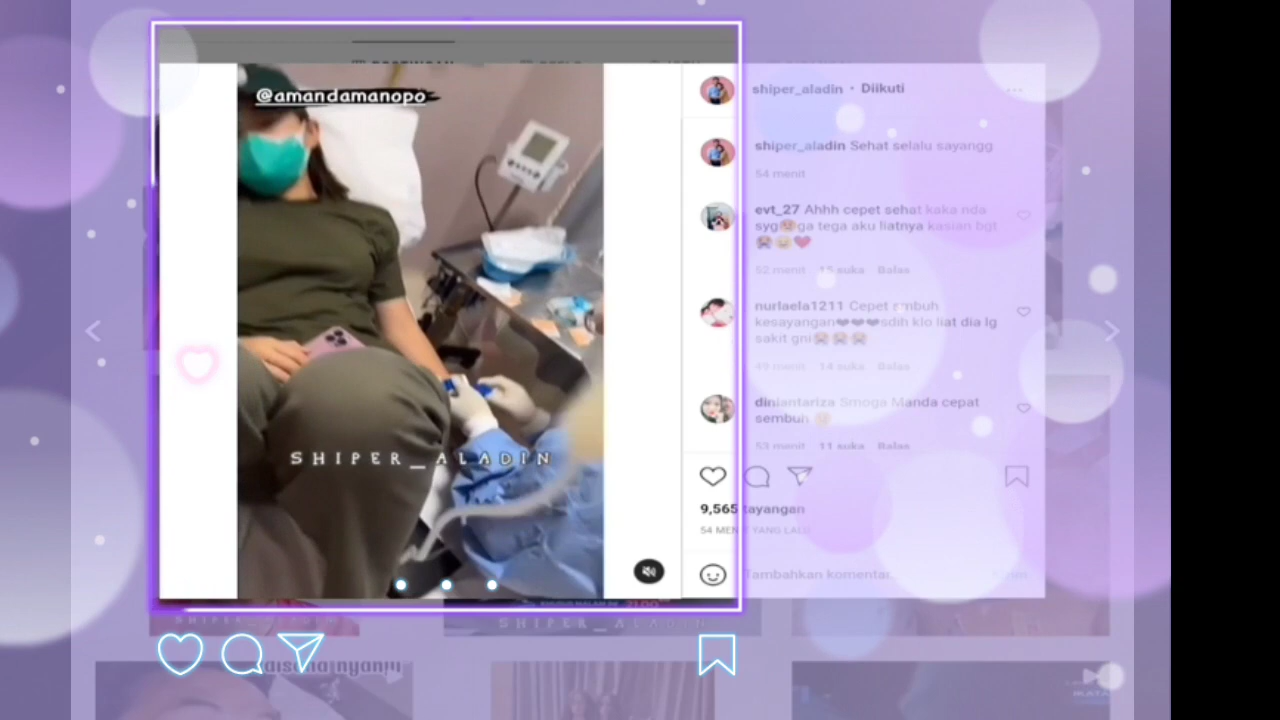 @amandamanopo
SHIPER_ALADIN
shiper_aladin • Diikuti
shiper_aladin Sehat selalu sayangg
54 menit
evt_27 Ahhh cepet sehat kaka nda
syg😢ga tega aku liatnya kasian bgt
😭😔❤️
52 menit 15 suka Balas
nurlaela1211 Cepet smbuh
kesayangan❤❤❤sdih klo liat dia lg
sakit gni😭😭😭
49 menit 14 suka Balas
diniantariza Smoga Manda cepat
sembuh 😔
53 menit 11 suka Balas
9,565 tayangan
54 MENIT YANG LALU
Tambahkan komentar...
SHIPER_ALADIN